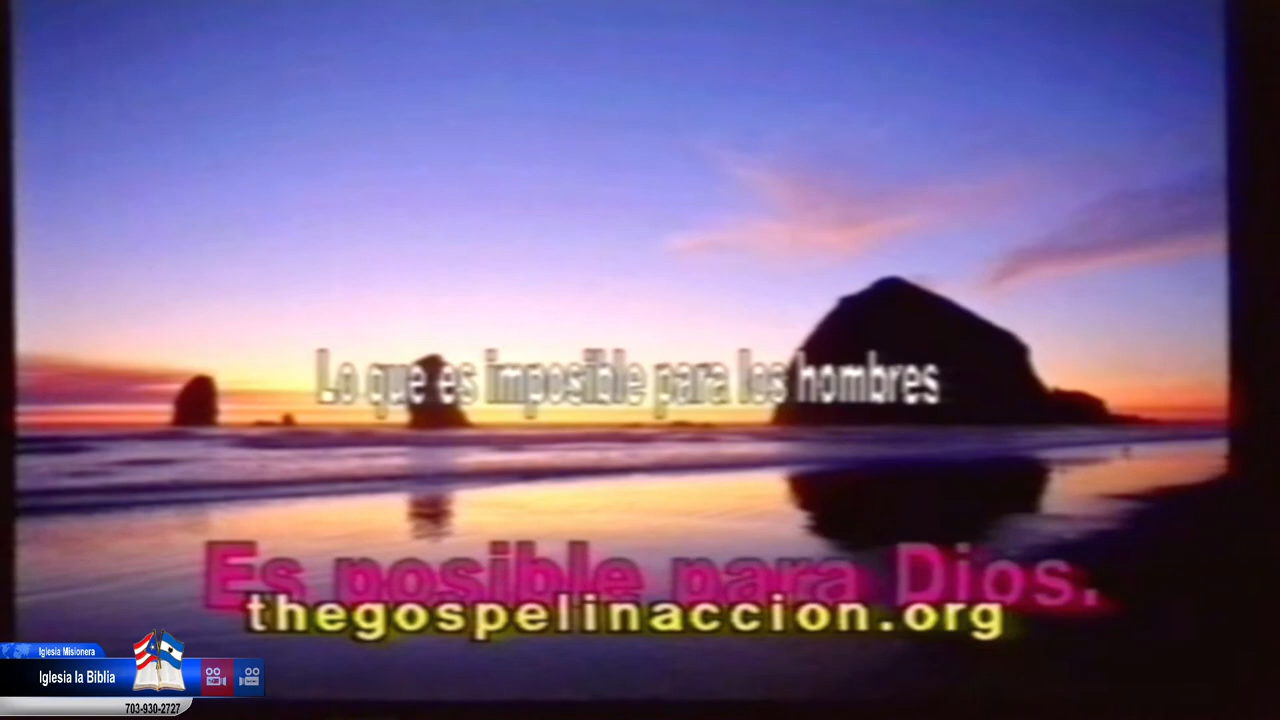 Lo que es imposible para los hombres
Es posible para Dios.
thegospelinaccion.org
Iglesia Misionera
Iglesia la Biblia
703-930-2727